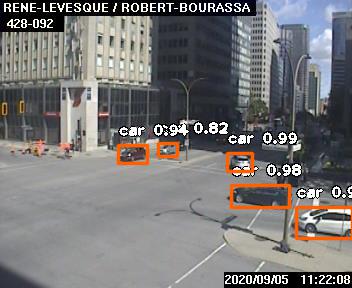 RENE-LEVESQUE / ROBERT-BOURASSA
428-092
car 0.94
0.82
car 0.99
0.98
car 0.9
2020/09/05 11:22:08